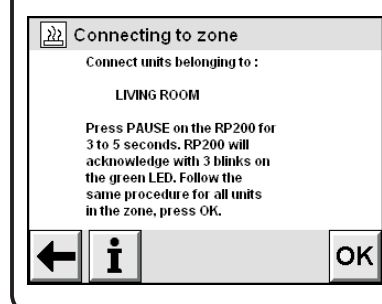 Connecting to zone
Connect units belonging to :
LIVING ROOM
Press PAUSE on the RP200 for
3 to 5 seconds. RP200 will
acknowledge with 3 blinks on
the green LED. Follow the
same procedure for all units
in the zone, press OK.
i
OK